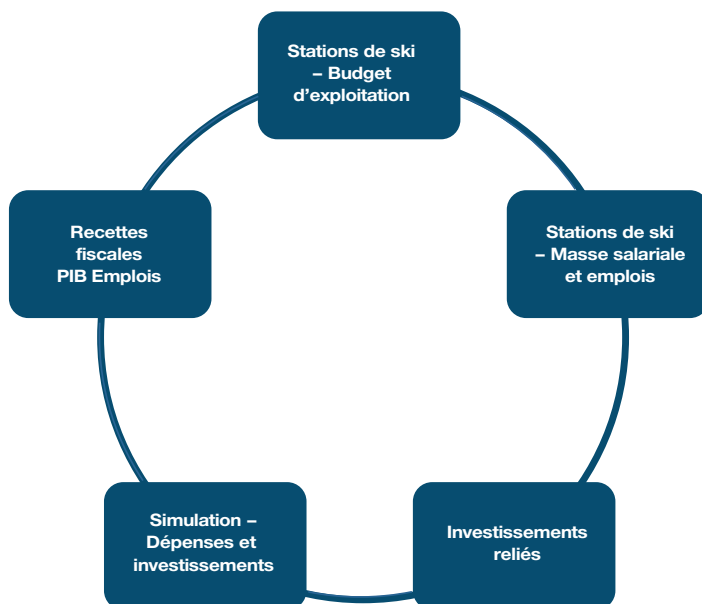 Stations de ski
– Budget
d’exploitation
Stations de ski
– Masse salariale
et emplois
Investissements
reliés
Simulation –
Dépenses et
investissements
Recettes
fiscales
PIB Emplois